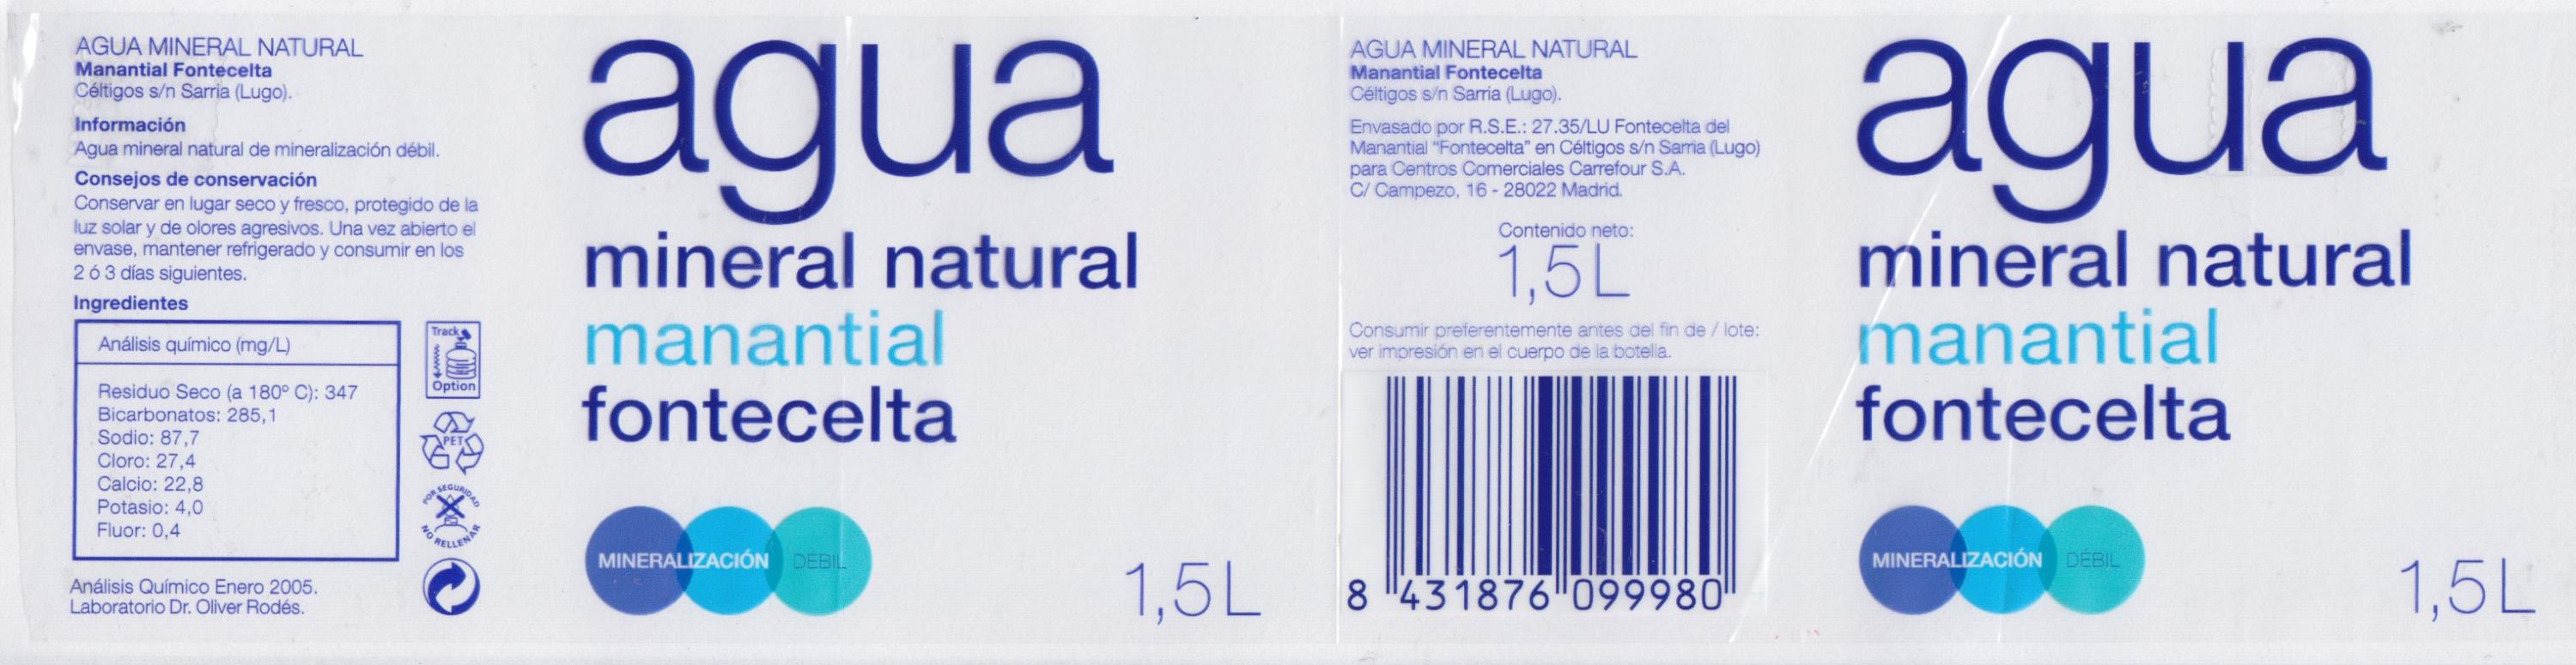 AGUA MINERAL NATURAL
Manantial Fontecelta
Céltigos s/n Sarria (Lugo).
Información
Agua mineral natural de mineralización débil.
Consejos de conservación
Conservar en lugar seco y fresco, protegido de la
luz solar y de olores agresivos. Una vez abierto el
envase, mantener refrigerado y consumir en los
2 ó 3 días siguientes.
Ingredientes
Análisis químico (mg/L)
Residuo Seco (a 180º C): 347
Bicarbonatos: 285,1
Sodio: 87,7
Cloro: 27,4
Calcio: 22,8
Potasio: 4,0
Fluor: 0,4
Análisis Químico Enero 2005.
Laboratorio Dr. Oliver Rodés.
Track
Option
PET
POR SEGURIDAD
NO RELLENAR
agua
mineral natural
manantial
fontecelta
MINERALIZACIÓN DÉBIL
1,5 L
AGUA MINERAL NATURAL
Manantial Fontecelta
Céltigos s/n Sarria (Lugo).
Envasado por R.S.E.: 27.35/LU Fontecelta del
Manantial "Fontecelta" en Céltigos s/n Sarria (Lugo)
para Centros Comerciales Carrefour S.A.
C/ Campezo, 16 - 28022 Madrid.
Contenido neto:
1,5 L
Consumir preferentemente antes del fin de / lote:
ver impresión en el cuerpo de la botella.
8 431876 099980
agua
mineral natural
manantial
fontecelta
MINERALIZACIÓN DÉBIL
1,5 L